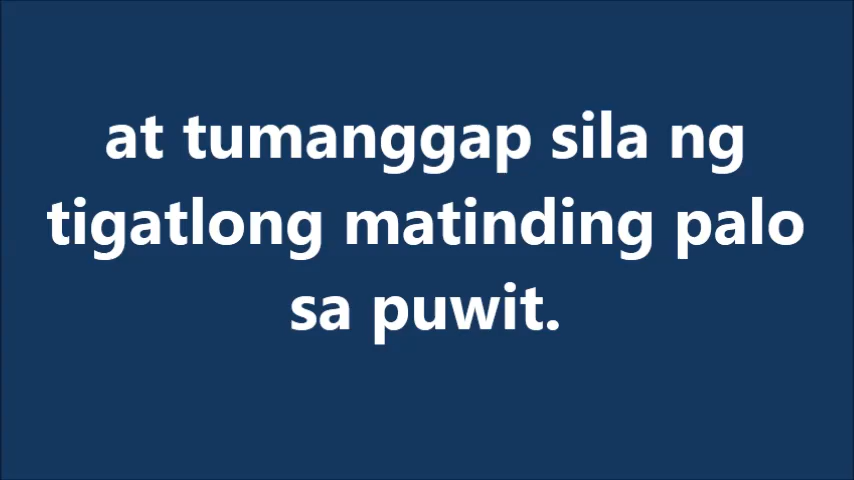 at tumanggap sila ng
tigatlong matinding palo
sa puwit.